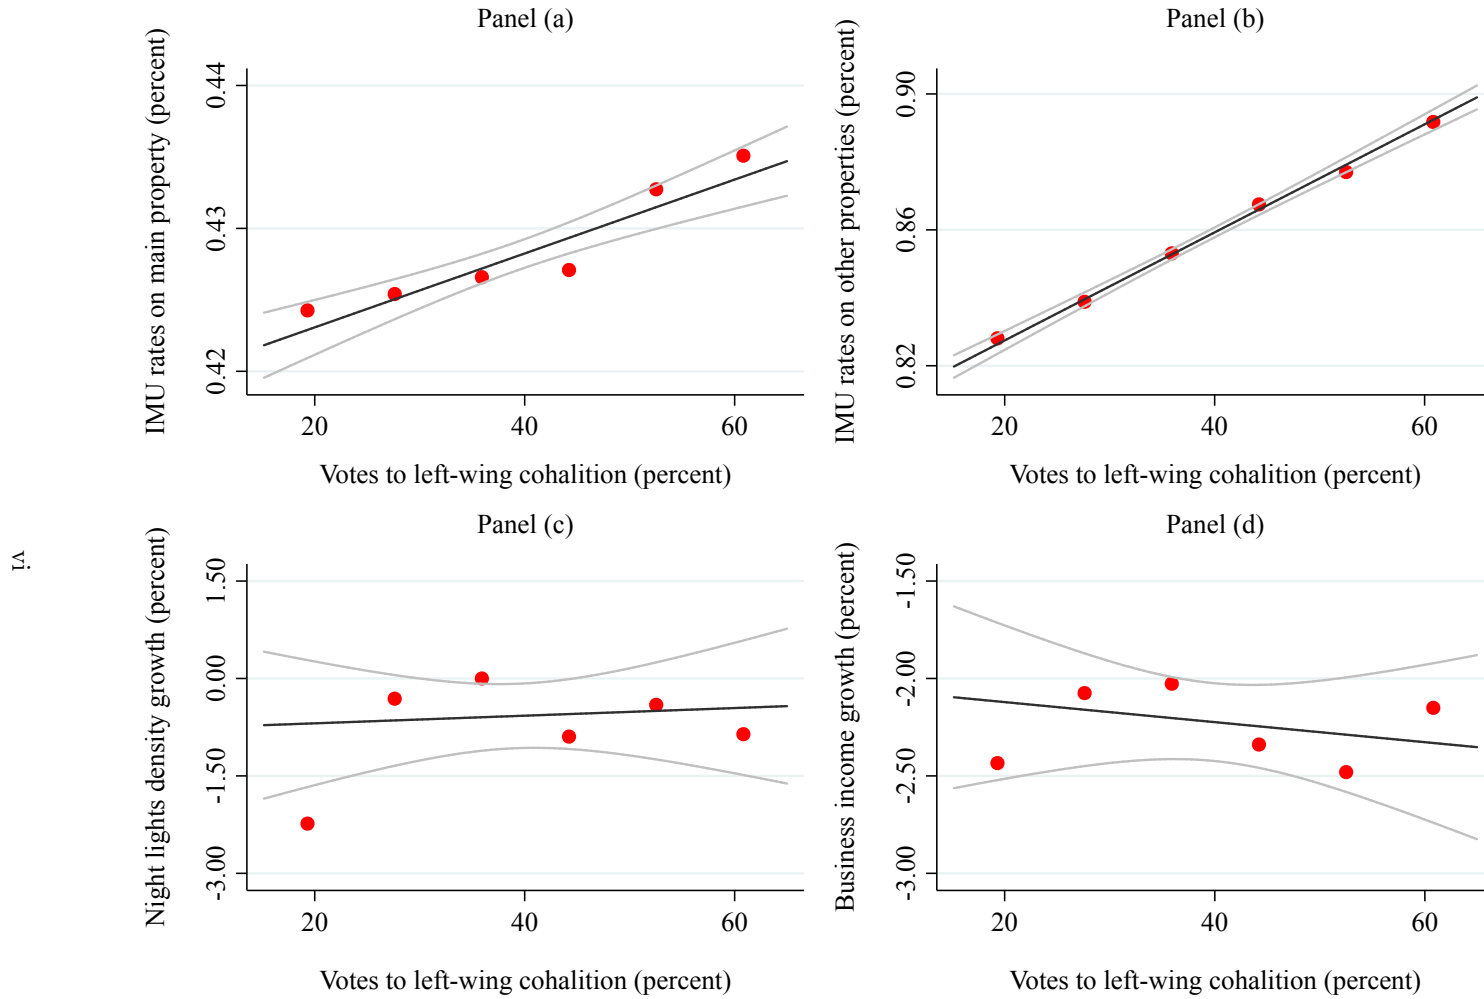 Panel (a)
IMU rates on main property (percent)
0.44
0.43
0.42
20 40 60
Votes to left-wing cohalition (percent)
Panel (b)
IMU rates on other properties (percent)
0.90
0.86
0.82
20 40 60
Votes to left-wing cohalition (percent)
Panel (c)
Night lights density growth (percent)
1.50
0.00
-1.50
-3.00
20 40 60
Votes to left-wing cohalition (percent)
Panel (d)
Business income growth (percent)
-1.50
-2.00
-2.50
-3.00
20 40 60
Votes to left-wing cohalition (percent)
vi